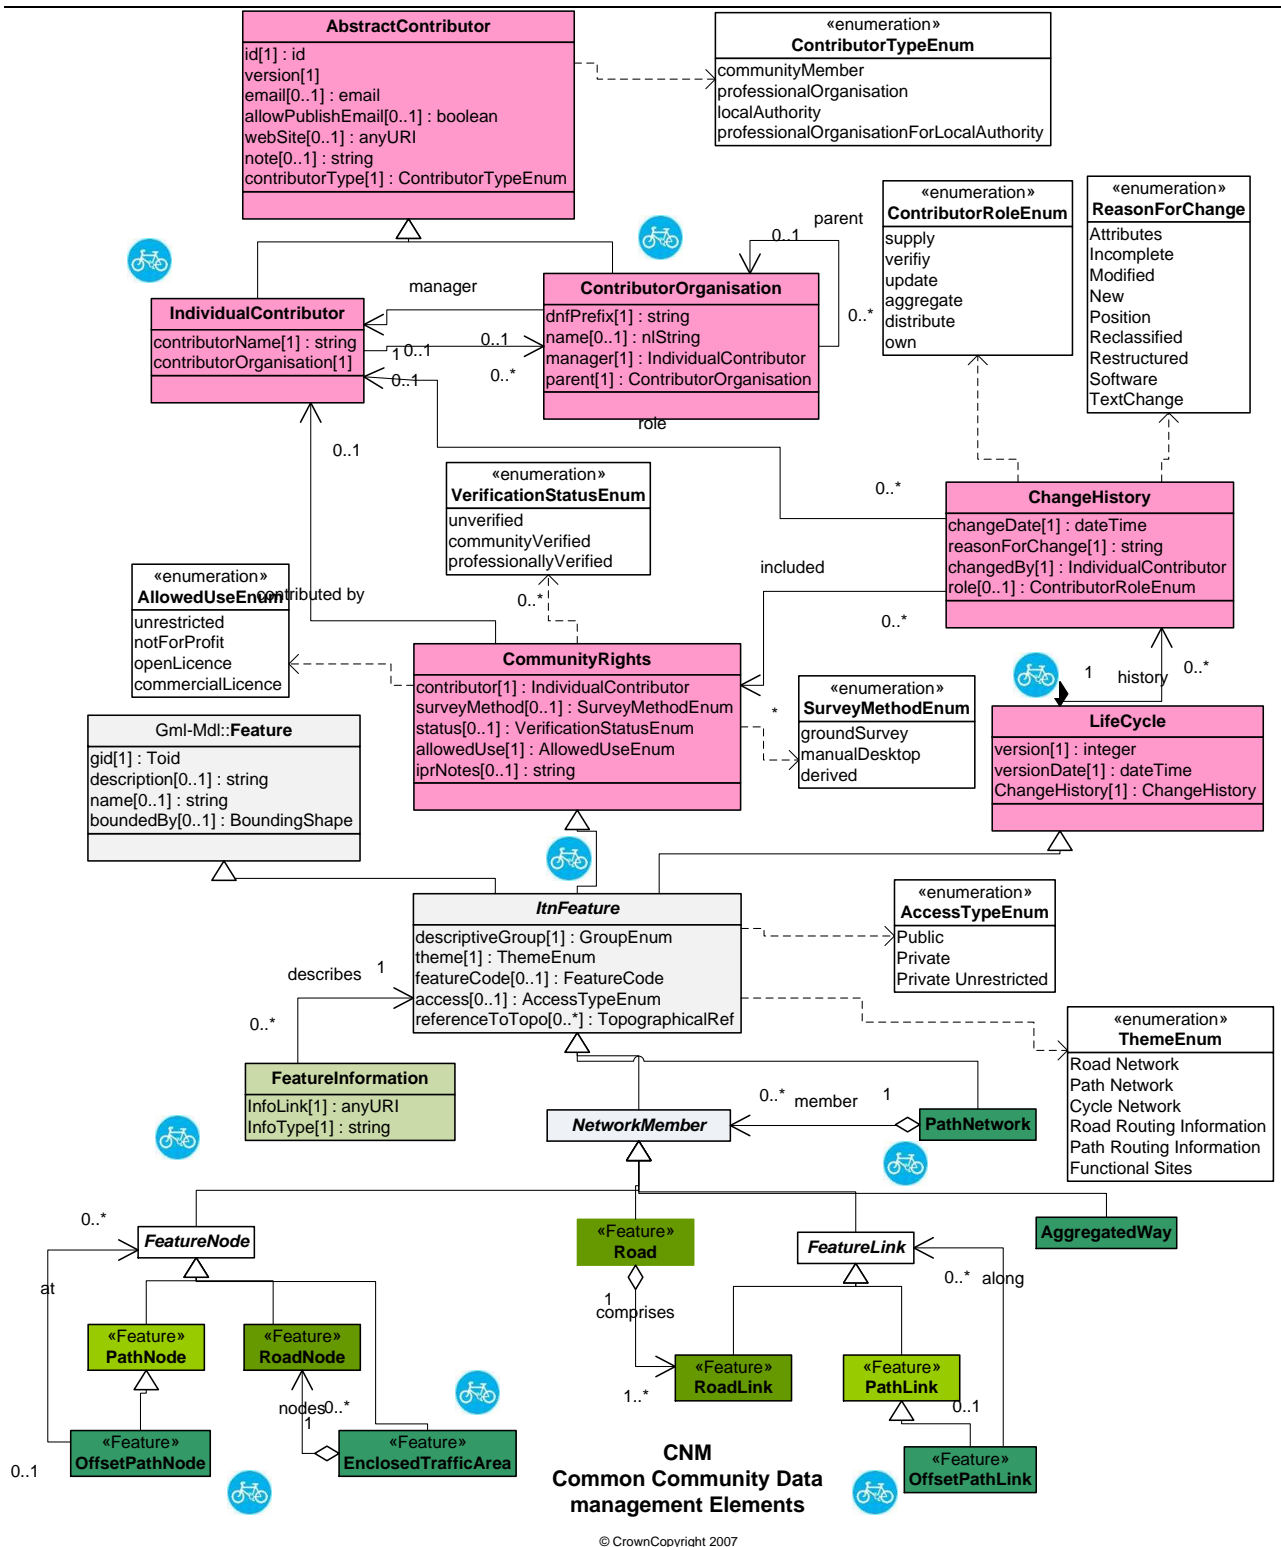 AbstractContributor
id[1] : id
version[1]
email[0..1] : email
allowPublishEmail[0..1] : boolean
webSite[0..1] : anyURI
note[0..1] : string
contributorType[1] : ContributorTypeEnum
«enumeration»
ContributorTypeEnum
communityMember
professionalOrganisation
localAuthority
professionalOrganisationForLocalAuthority
«enumeration»
ContributorRoleEnum
supply
verifiy
update
aggregate
distribute
own
«enumeration»
ReasonForChange
Attributes
Incomplete
Modified
New
Position
Reclassified
Restructured
Software
TextChange
parent
0..1
0..*
manager
IndividualContributor
contributorName[1] : string
contributorOrganisation[1]
1
0..1
0..1
0..*
0..1
ContributorOrganisation
dnfPrefix[1] : string
name[0..1] : nlString
manager[1] : IndividualContributor
parent[1] : ContributorOrganisation
role
0..1
0..*
«enumeration»
VerificationStatusEnum
unverified
communityVerified
professionallyVerified
ChangeHistory
changeDate[1] : dateTime
reasonForChange[1] : string
changedBy[1] : IndividualContributor
role[0..1] : ContributorRoleEnum
included
0..*
0..*
«enumeration»
AllowedUseEnum
unrestricted
notForProfit
openLicence
commercialLicence
contributed by
CommunityRights
contributor[1] : IndividualContributor
surveyMethod[0..1] : SurveyMethodEnum
status[0..1] : VerificationStatusEnum
allowedUse[1] : AllowedUseEnum
iprNotes[0..1] : string
*
«enumeration»
SurveyMethodEnum
groundSurvey
manualDesktop
derived
1
history
0..*
LifeCycle
version[1] : integer
versionDate[1] : dateTime
ChangeHistory[1] : ChangeHistory
Gml-Mdl::Feature
gid[1] : Toid
description[0..1] : string
name[0..1] : string
boundedBy[0..1] : BoundingShape
ItnFeature
descriptiveGroup[1] : GroupEnum
theme[1] : ThemeEnum
featureCode[0..1] : FeatureCode
access[0..1] : AccessTypeEnum
referenceToTopo[0..*] : TopographicalRef
«enumeration»
AccessTypeEnum
Public
Private
Private Unrestricted
describes
1
0..*
FeatureInformation
InfoLink[1] : anyURI
InfoType[1] : string
«enumeration»
ThemeEnum
Road Network
Path Network
Cycle Network
Road Routing Information
Path Routing Information
Functional Sites
NetworkMember
0..*
member
1
PathNetwork
0..*
FeatureNode
«Feature»
Road
FeatureLink
AggregatedWay
at
1
comprises
0..*
along
«Feature»
PathNode
«Feature»
RoadNode
«Feature»
RoadLink
«Feature»
PathLink
1..*
0..1
nodes
0..*
1
0..1
«Feature»
OffsetPathNode
«Feature»
EnclosedTrafficArea
«Feature»
OffsetPathLink
CNM
Common Community Data
management Elements
© CrownCopyright 2007